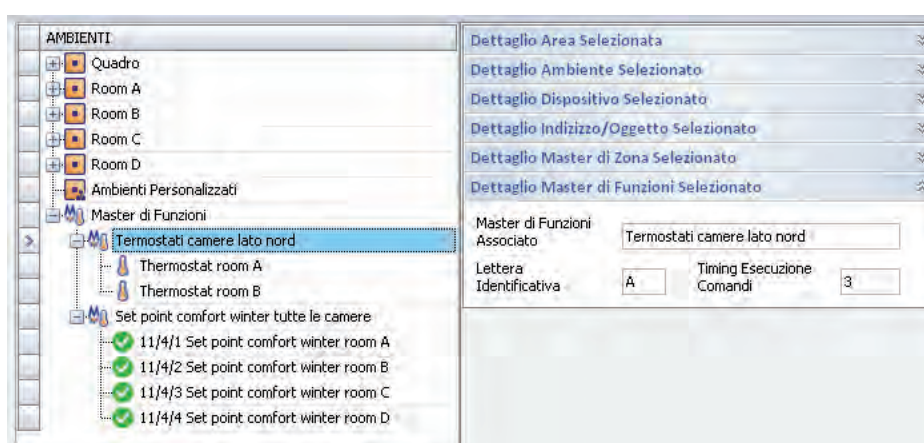 AMBIENTI
Quadro
Room A
Room B
Room C
Room D
Ambienti Personalizzati
Master di Funzioni
Termostati camere lato nord
Thermostat room A
Thermostat room B
Set point comfort winter tutte le camere
11/4/1 Set point comfort winter room A
11/4/2 Set point comfort winter room B
11/4/3 Set point comfort winter room C
11/4/4 Set point comfort winter room D
Dettaglio Area Selezionata
Dettaglio Ambiente Selezionato
Dettaglio Dispositivo Selezionato
Dettaglio Indizizzo/Oggetto Selezionato
Dettaglio Master di Zona Selezionato
Dettaglio Master di Funzioni Selezionato
Master di Funzioni
Associato
Termostati camere lato nord
Lettera
Identificativa
A
Timing Esecuzione
Comandi
3